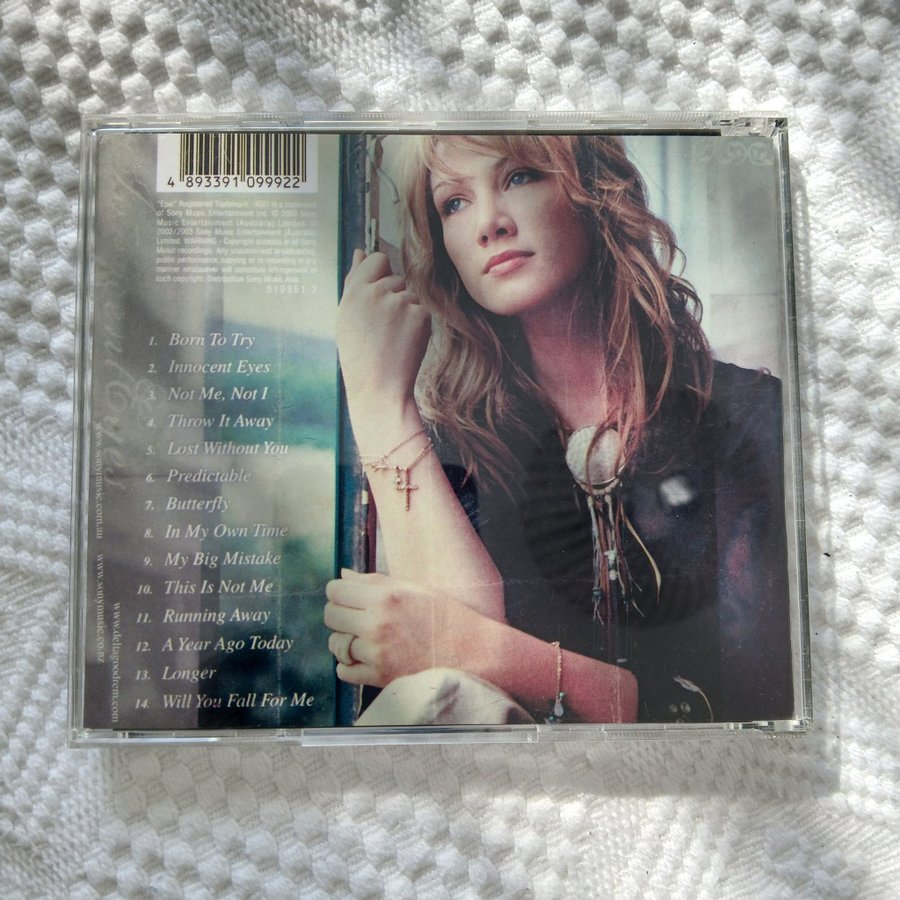 4 893391 099922
"Epic" Registered Trademark.
of Sony Music Entertainment Inc. ℗ 2003 Sony
Music Entertainment (Australia) Limited
2002/2003 Sony Music Entertainment (Australia)
Limited. WARNING - Copyright subsists in all Sony
Music recordings. Any
public performance, copying or re-recording in any
manner whatsoever will constitute infringement of
such copyright. Distribution Sony Music Asia
510951.2
1. Born To Try
2. Innocent Eyes
3. Not Me, Not I
4. Throw It Away
5. Lost Without You
6. Predictable
7. Butterfly
8. In My Own Time
9. My Big Mistake
10. This Is Not Me
11. Running Away
12. A Year Ago Today
13. Longer
14. Will You Fall For Me
www.sonymusic.com.au www.sonymusic.co.nz
www.deltagoodrem.com